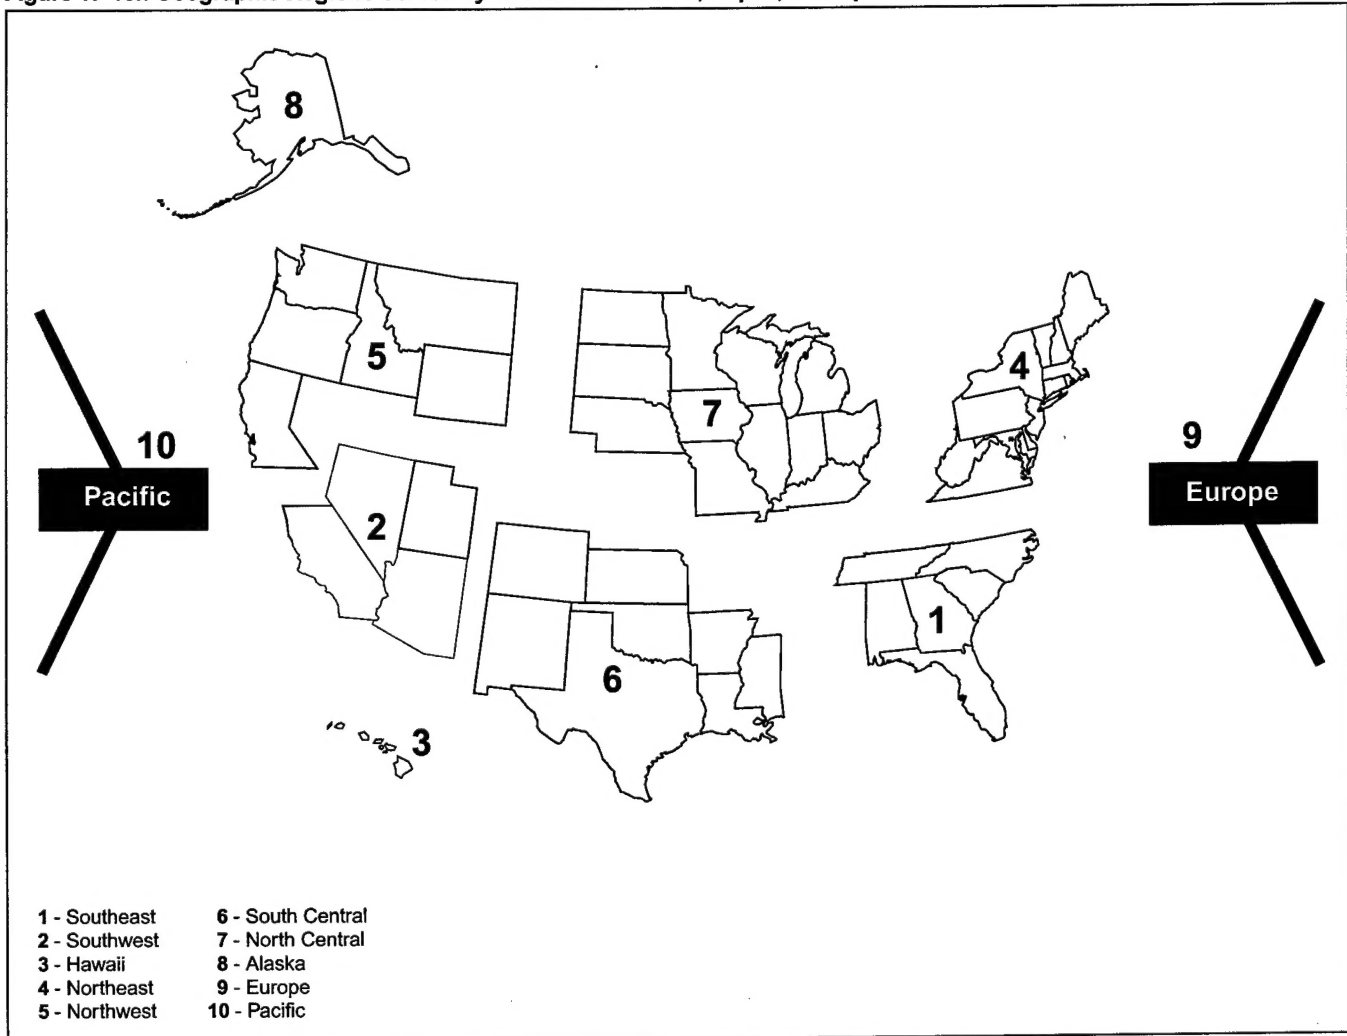 8
5
4
7
10
9
Pacific
Europe
2
1
6
3
1 - Southeast
2 - Southwest
3 - Hawaii
4 - Northeast
5 - Northwest
6 - South Central
7 - North Central
8 - Alaska
9 - Europe
10 - Pacific